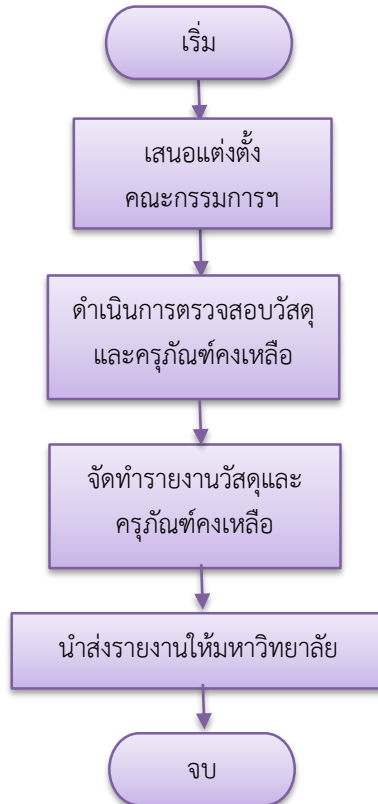 เริ่ม
เสนอแต่งตั้ง
คณะกรรมการฯ
ดำเนินการตรวจสอบวัสดุ
และครุภัณฑ์คงเหลือ
จัดทำรายงานวัสดุและ
ครุภัณฑ์คงเหลือ
นำส่งรายงานให้มหาวิทยาลัย
จบ